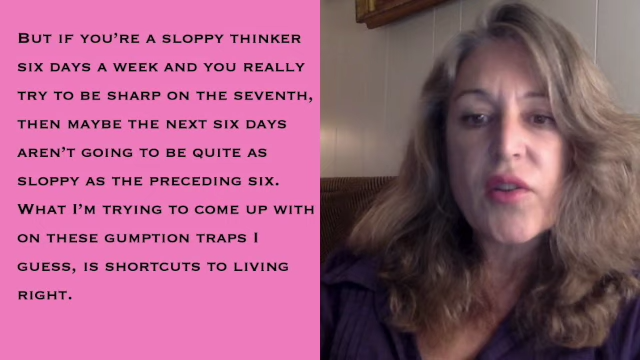 But if you're a sloppy thinker
six days a week and you really
try to be sharp on the seventh,
then maybe the next six days
aren't going to be quite as
sloppy as the preceding six.
What I'm trying to come up with
on these gumption traps I
guess, is shortcuts to living
right.